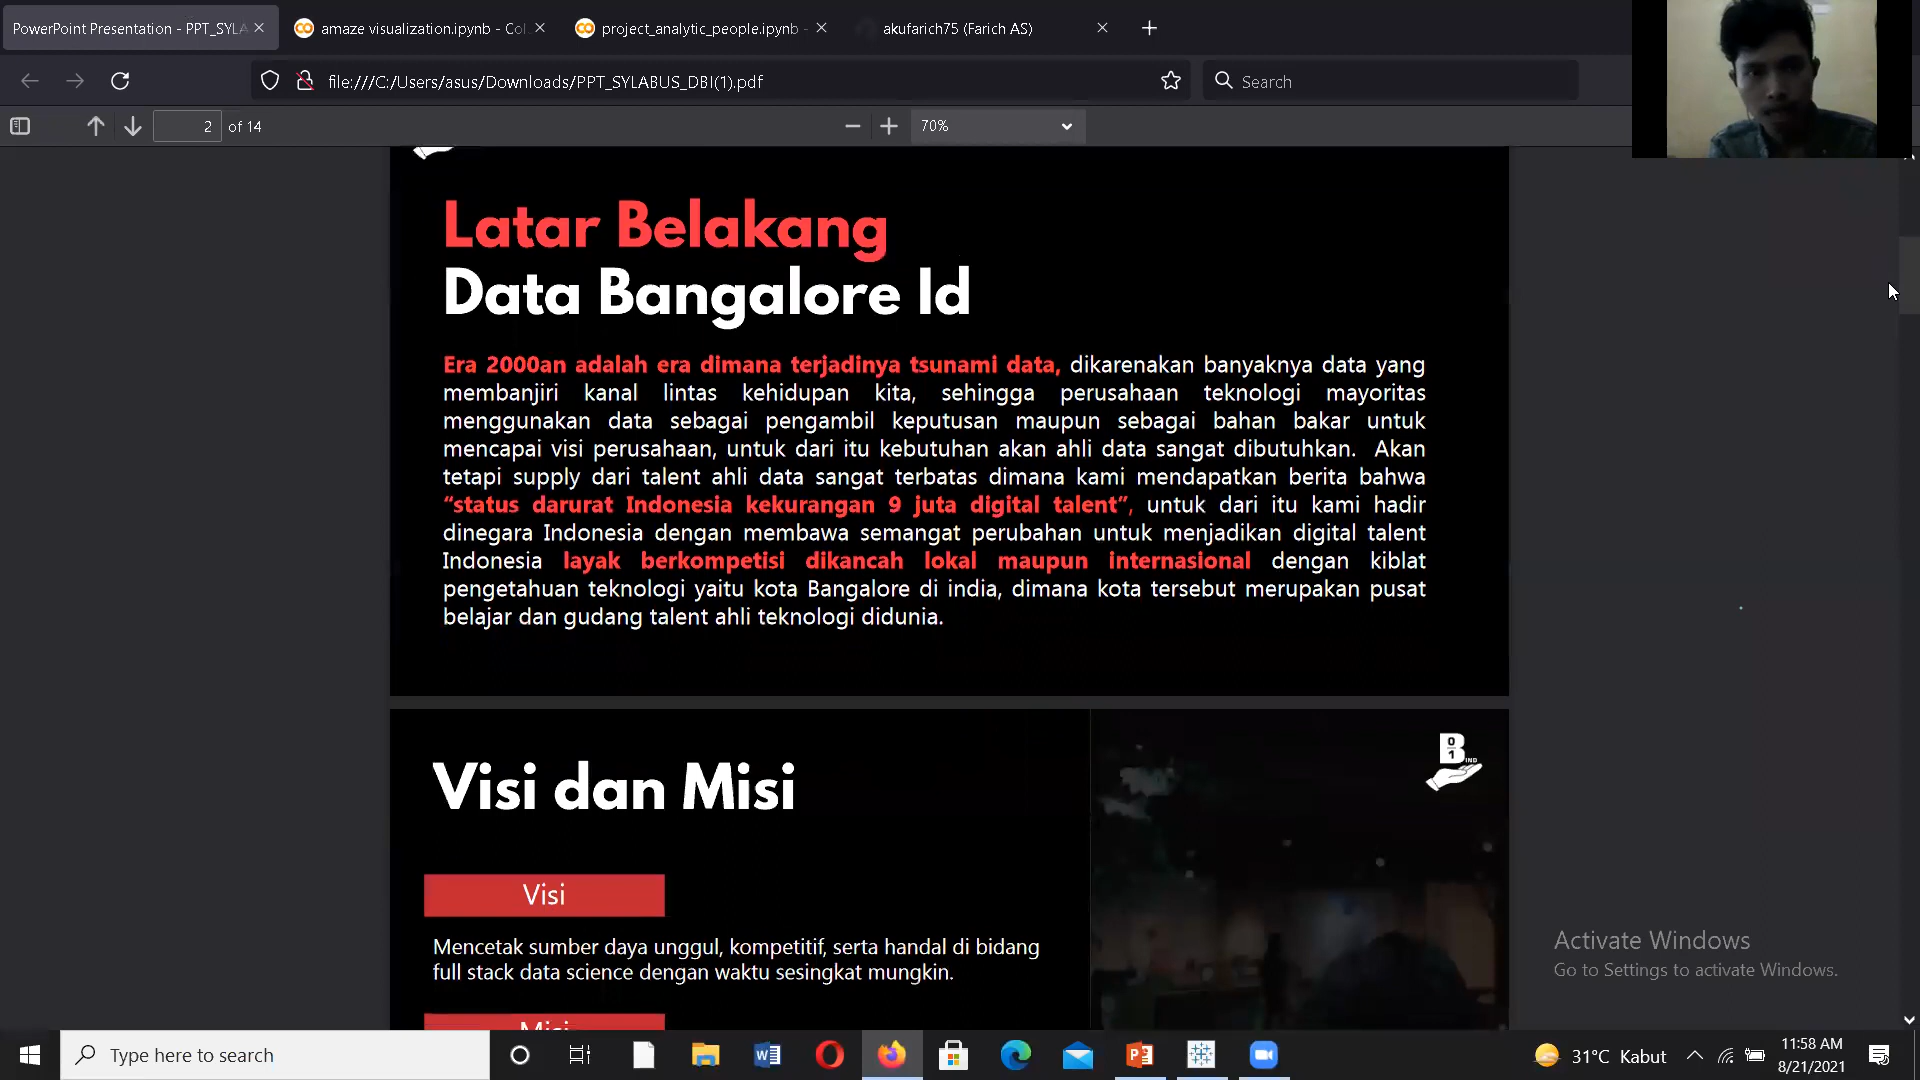 PowerPoint Presentation - PPT_SYLA
amaze visualization.ipynb - Col
project_analytic_people.ipynb -
akufarich75 (Farich AS)
file:///C:/Users/asus/Downloads/PPT_SYLABUS_DBI(1).pdf
Search
2 of 14
70%
Latar Belakang
Data Bangalore Id
Era 2000an adalah era dimana terjadinya tsunami data, dikarenakan banyaknya data yang
membanjiri kanal lintas kehidupan kita, sehingga perusahaan teknologi mayoritas
menggunakan data sebagai pengambil keputusan maupun sebagai bahan bakar untuk
mencapai visi perusahaan, untuk dari itu kebutuhan akan ahli data sangat dibutuhkan. Akan
tetapi supply dari talent ahli data sangat terbatas dimana kami mendapatkan berita bahwa
“status darurat Indonesia kekurangan 9 juta digital talent”, untuk dari itu kami hadir
dinegara Indonesia dengan membawa semangat perubahan untuk menjadikan digital talent
Indonesia layak berkompetisi dikancah lokal maupun internasional dengan kiblat
pengetahuan teknologi yaitu kota Bangalore di india, dimana kota tersebut merupakan pusat
belajar dan gudang talent ahli teknologi didunia.
Visi dan Misi
B
0
1
IND
Visi
Mencetak sumber daya unggul, kompetitif, serta handal di bidang
full stack data science dengan waktu sesingkat mungkin.
Misi
Activate Windows
Go to Settings to activate Windows.
Type here to search
31°C Kabut
11:58 AM
8/21/2021